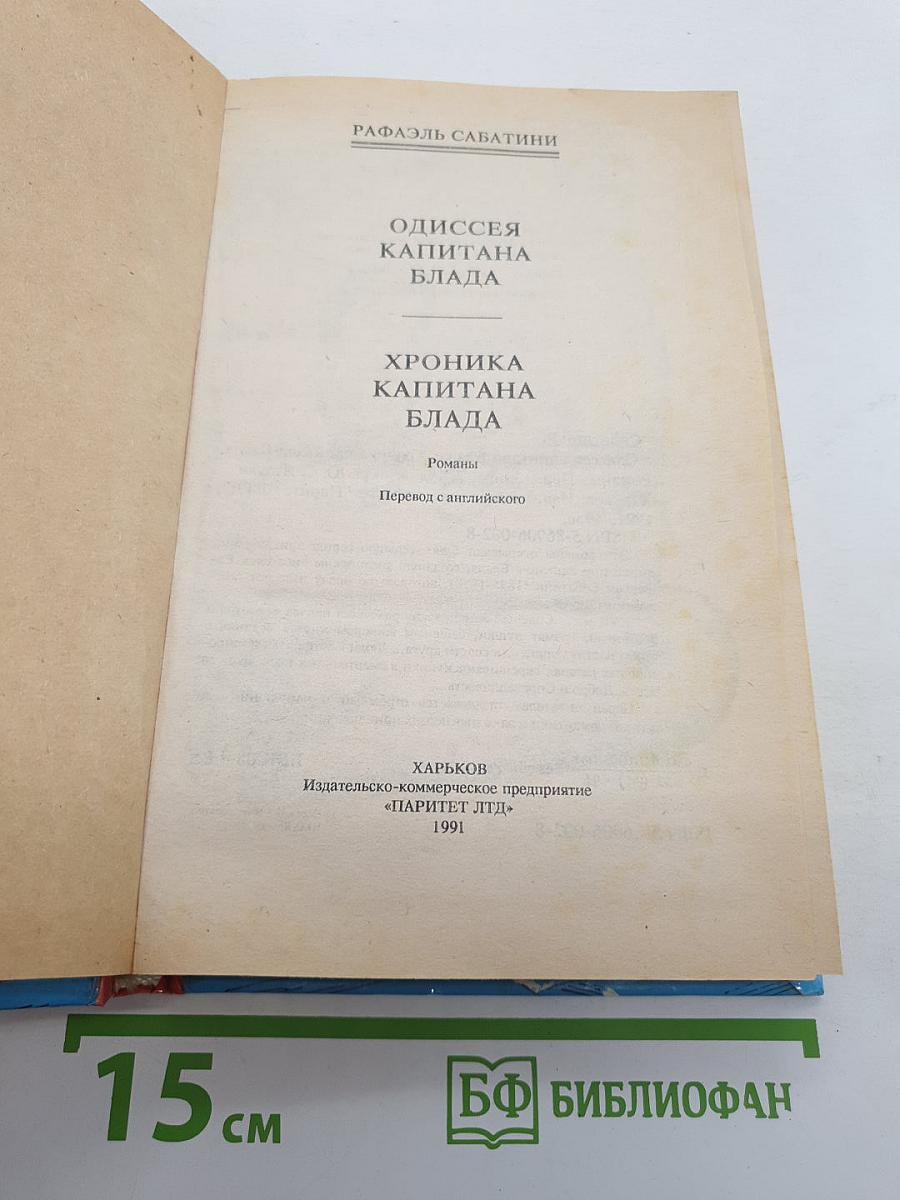 РАФАЭЛЬ САБАТИНИ
ОДИССЕЯ
КАПИТАНА
БЛАДА
ХРОНИКА
КАПИТАНА
БЛАДА
Романы
Перевод с английского
ХАРЬКОВ
Издательско-коммерческое предприятие
«ПАРИТЕТ ЛТД»
1991
15 см
БФ БИБЛИОФАН